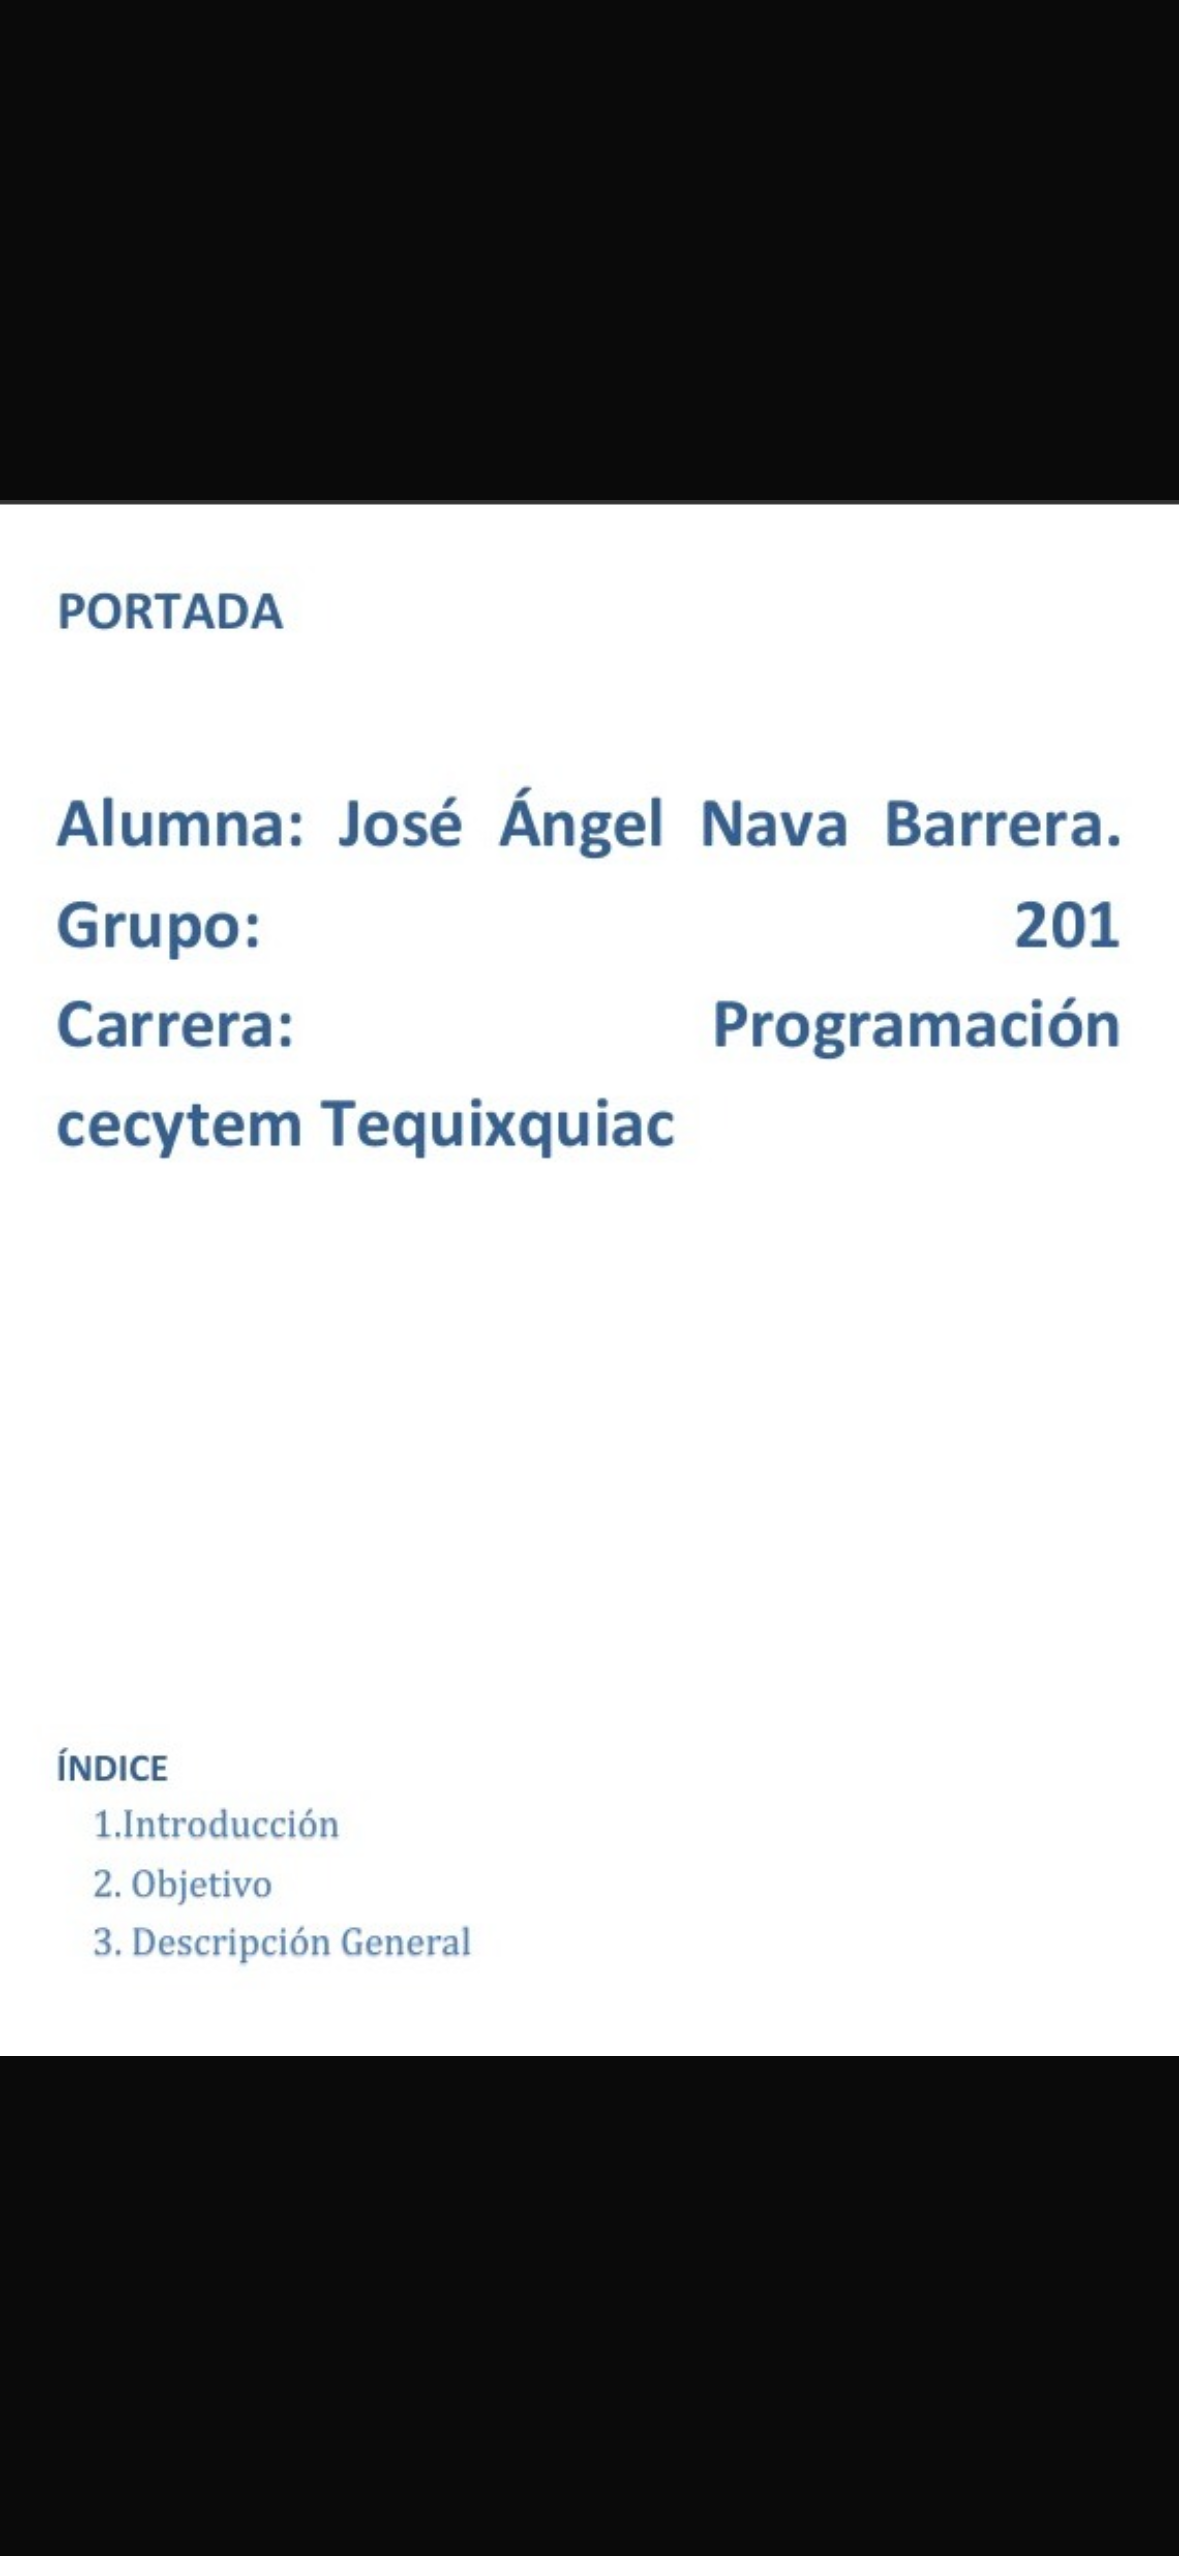 PORTADA
Alumna: José Ángel Nava Barrera.
Grupo: 201
Carrera: Programación
cecytem Tequixquiac
ÍNDICE
1.Introducción
2. Objetivo
3. Descripción General